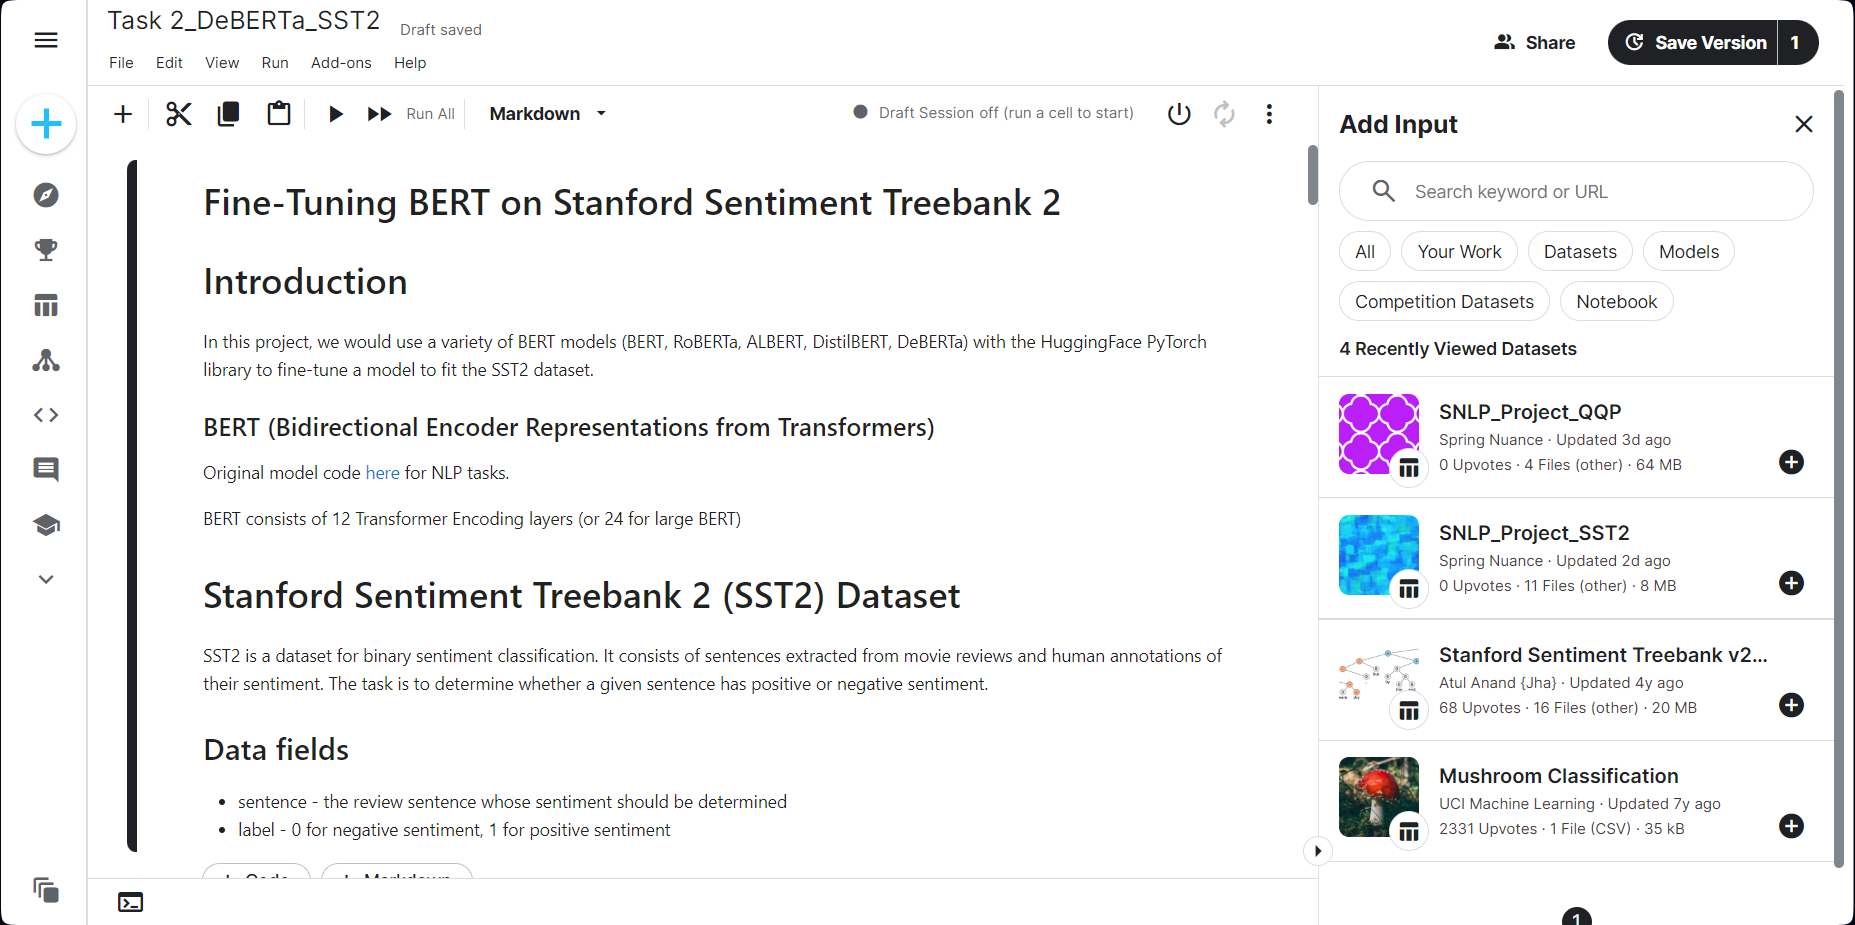 Task 2_DeBERTa_SST2
Draft saved
File Edit View Run Add-ons Help
Share
Save Version 1
Run All
Markdown
Draft Session off (run a cell to start)
Fine-Tuning BERT on Stanford Sentiment Treebank 2
Introduction
In this project, we would use a variety of BERT models (BERT, RoBERTa, ALBERT, DistilBERT, DeBERTa) with the HuggingFace PyTorch
library to fine-tune a model to fit the SST2 dataset.
BERT (Bidirectional Encoder Representations from Transformers)
Original model code here for NLP tasks.
BERT consists of 12 Transformer Encoding layers (or 24 for large BERT)
Stanford Sentiment Treebank 2 (SST2) Dataset
SST2 is a dataset for binary sentiment classification. It consists of sentences extracted from movie reviews and human annotations of
their sentiment. The task is to determine whether a given sentence has positive or negative sentiment.
Data fields
• sentence - the review sentence whose sentiment should be determined
• label - 0 for negative sentiment, 1 for positive sentiment
+ Code + Markdown
Add Input
Search keyword or URL
All Your Work Datasets Models
Competition Datasets Notebook
4 Recently Viewed Datasets
SNLP_Project_QQP
Spring Nuance · Updated 3d ago
0 Upvotes · 4 Files (other) · 64 MB
SNLP_Project_SST2
Spring Nuance · Updated 2d ago
0 Upvotes · 11 Files (other) · 8 MB
Stanford Sentiment Treebank v2...
Atul Anand {Jha} · Updated 4y ago
68 Upvotes · 16 Files (other) · 20 MB
Mushroom Classification
UCI Machine Learning · Updated 7y ago
2331 Upvotes · 1 File (CSV) · 35 kB
1